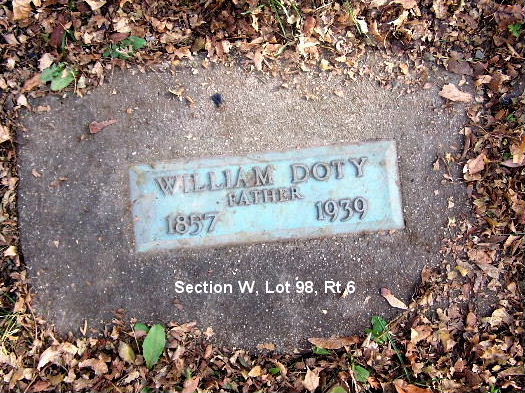 WILLIAM DOTY
FATHER
1857 1939
Section W, Lot 98, Rt 6